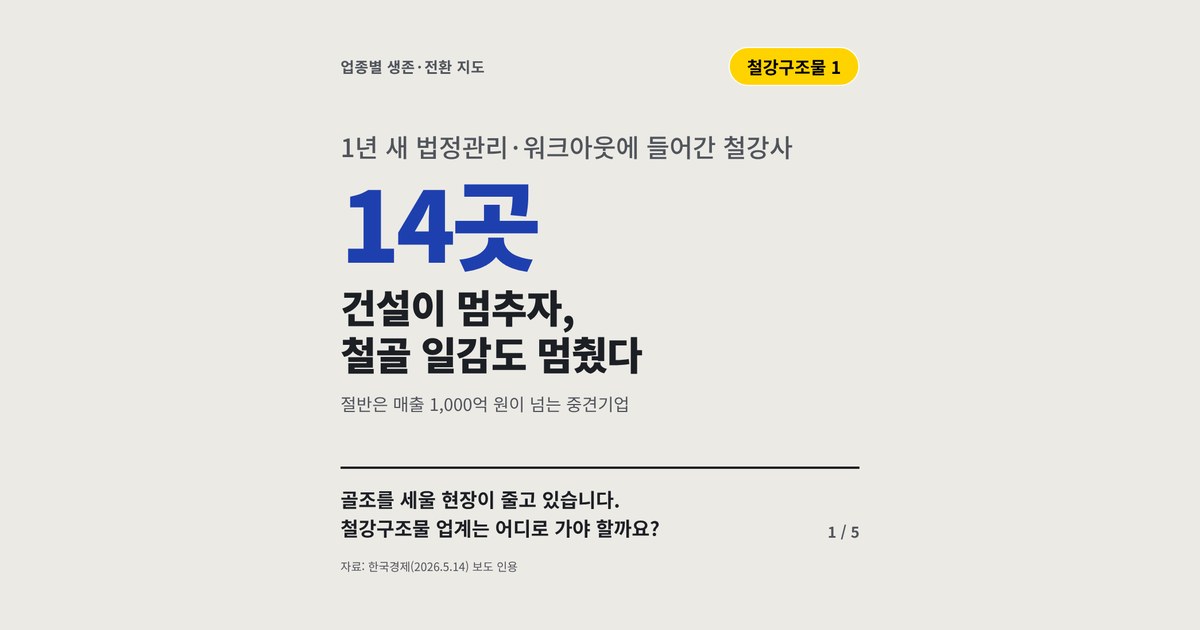 업종별 생존·전환 지도
철강구조물 1
1년 새 법정관리·워크아웃에 들어간 철강사
14곳
건설이 멈추자,
철골 일감도 멈췄다
절반은 매출 1,000억 원이 넘는 중견기업
골조를 세울 현장이 줄고 있습니다.
철강구조물 업계는 어디로 가야 할까요?
1 / 5
자료: 한국경제(2026.5.14) 보도 인용